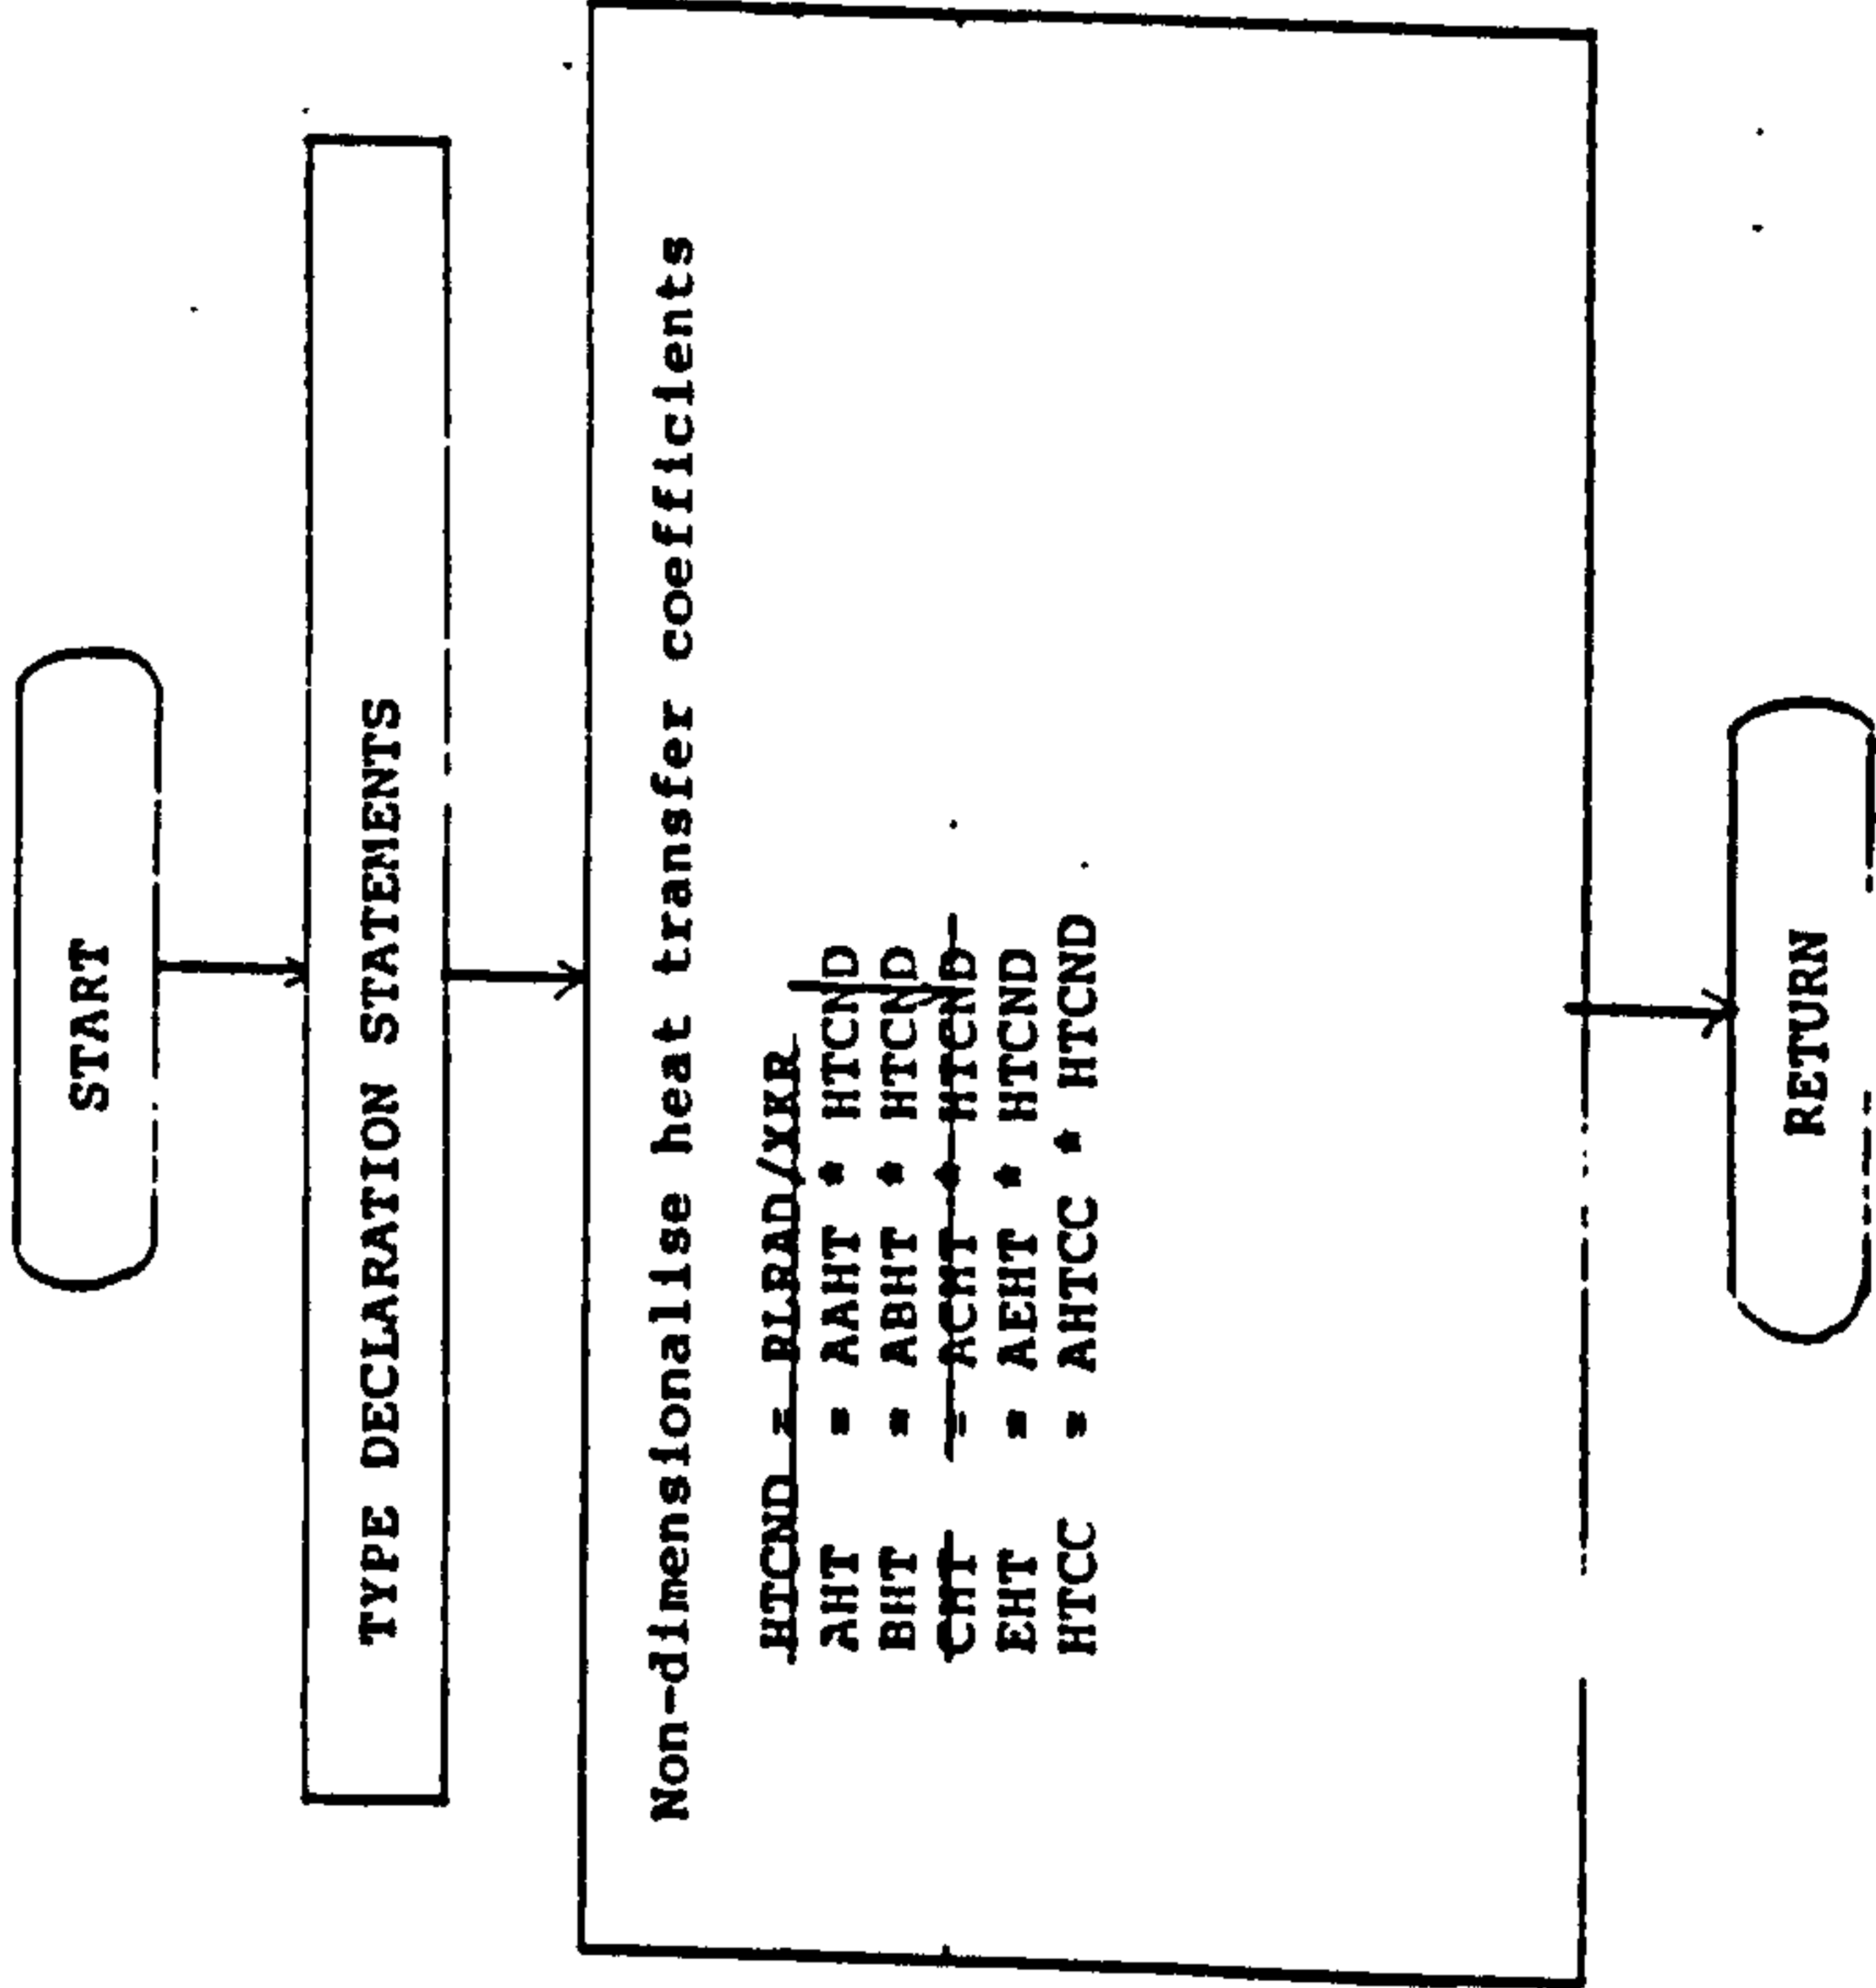 START
TYPE DECLARATION STATEMENTS
Non-dimensionalise heat transfer coefficients
HTCND = BLRAD/XKR
AHT = AAHT * HTCND
BHT = ABHT * HTCND
CHT = ACHT * HTCND
EHT = AEHT * HTCND
HTCC = AHTCC * HTCND
RETURN